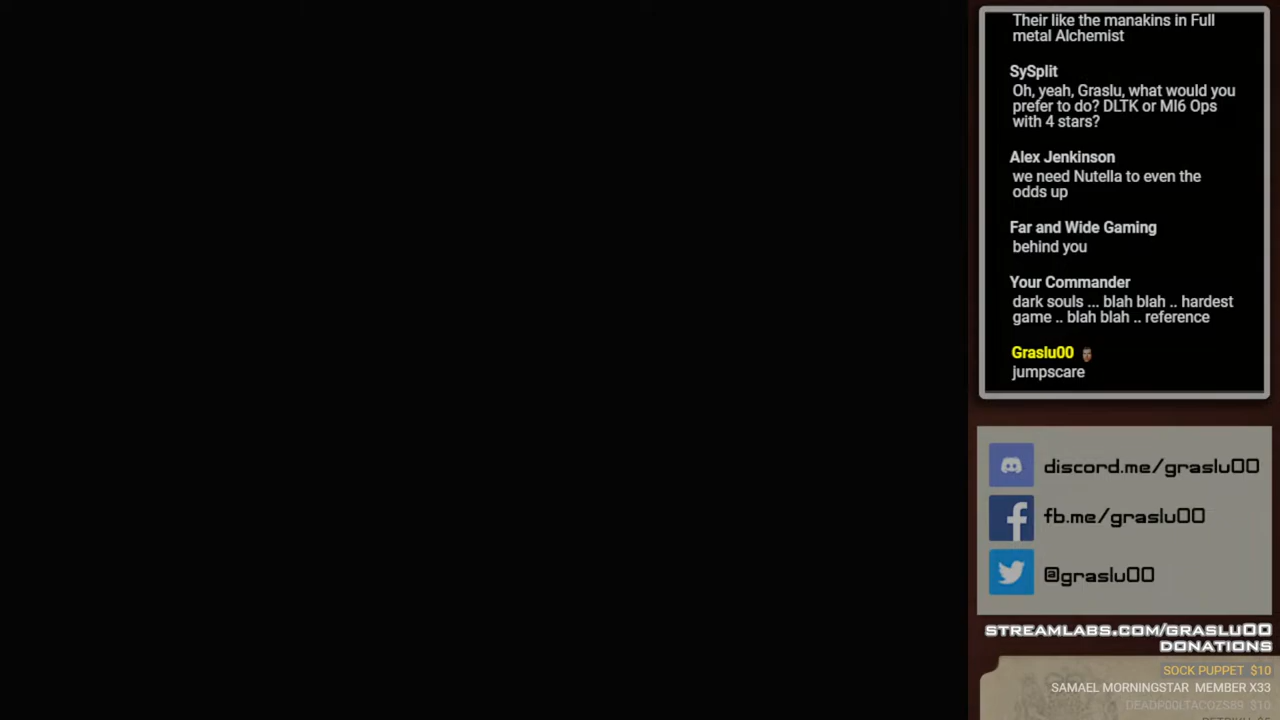 Their like the manakins in Full
metal Alchemist
SySplit
Oh, yeah, Graslu, what would you
prefer to do? DLTK or MI6 Ops
with 4 stars?
Alex Jenkinson
we need Nutella to even the
odds up
Far and Wide Gaming
behind you
Your Commander
dark souls ... blah blah .. hardest
game .. blah blah .. reference
Graslu00
jumpscare
discord.me/graslu00
fb.me/graslu00
@graslu00
STREAMLABS.COM/GRASLU00
DONATIONS
SOCK PUPPET $10
SAMAEL MORNINGSTAR MEMBER X33
DEADP00LTACOZS89 $10